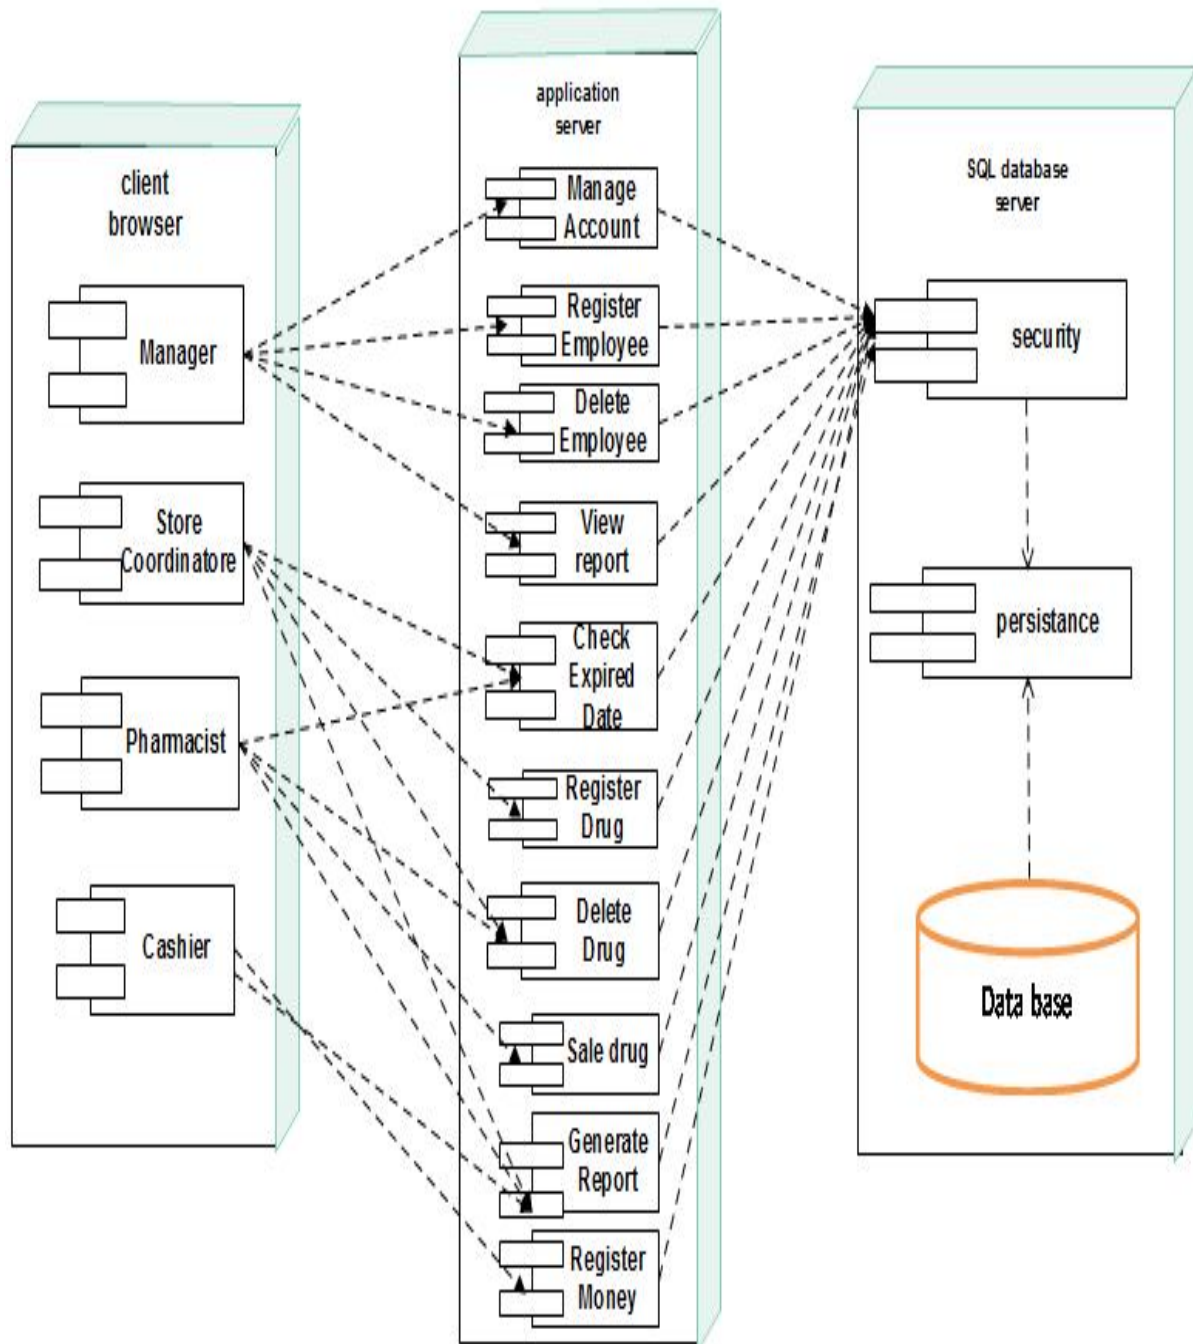 client
browser
Manager
Store
Coordinatore
Pharmacist
Cashier
application
server
Manage
Account
Register
Employee
Delete
Employee
View
report
Check
Expired
Date
Register
Drug
Delete
Drug
Sale drug
Generate
Report
Register
Money
SQL database
server
security
persistance
Data base